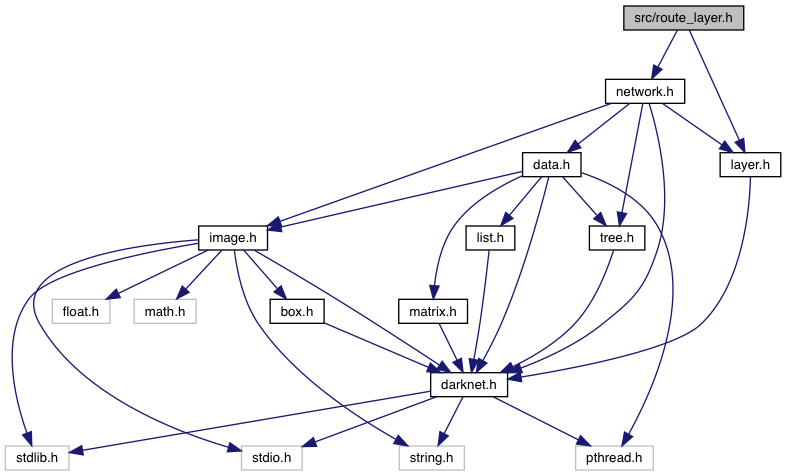 src/route_layer.h
network.h
data.h
layer.h
image.h
list.h
tree.h
float.h
math.h
box.h
matrix.h
darknet.h
stdlib.h
stdio.h
string.h
pthread.h